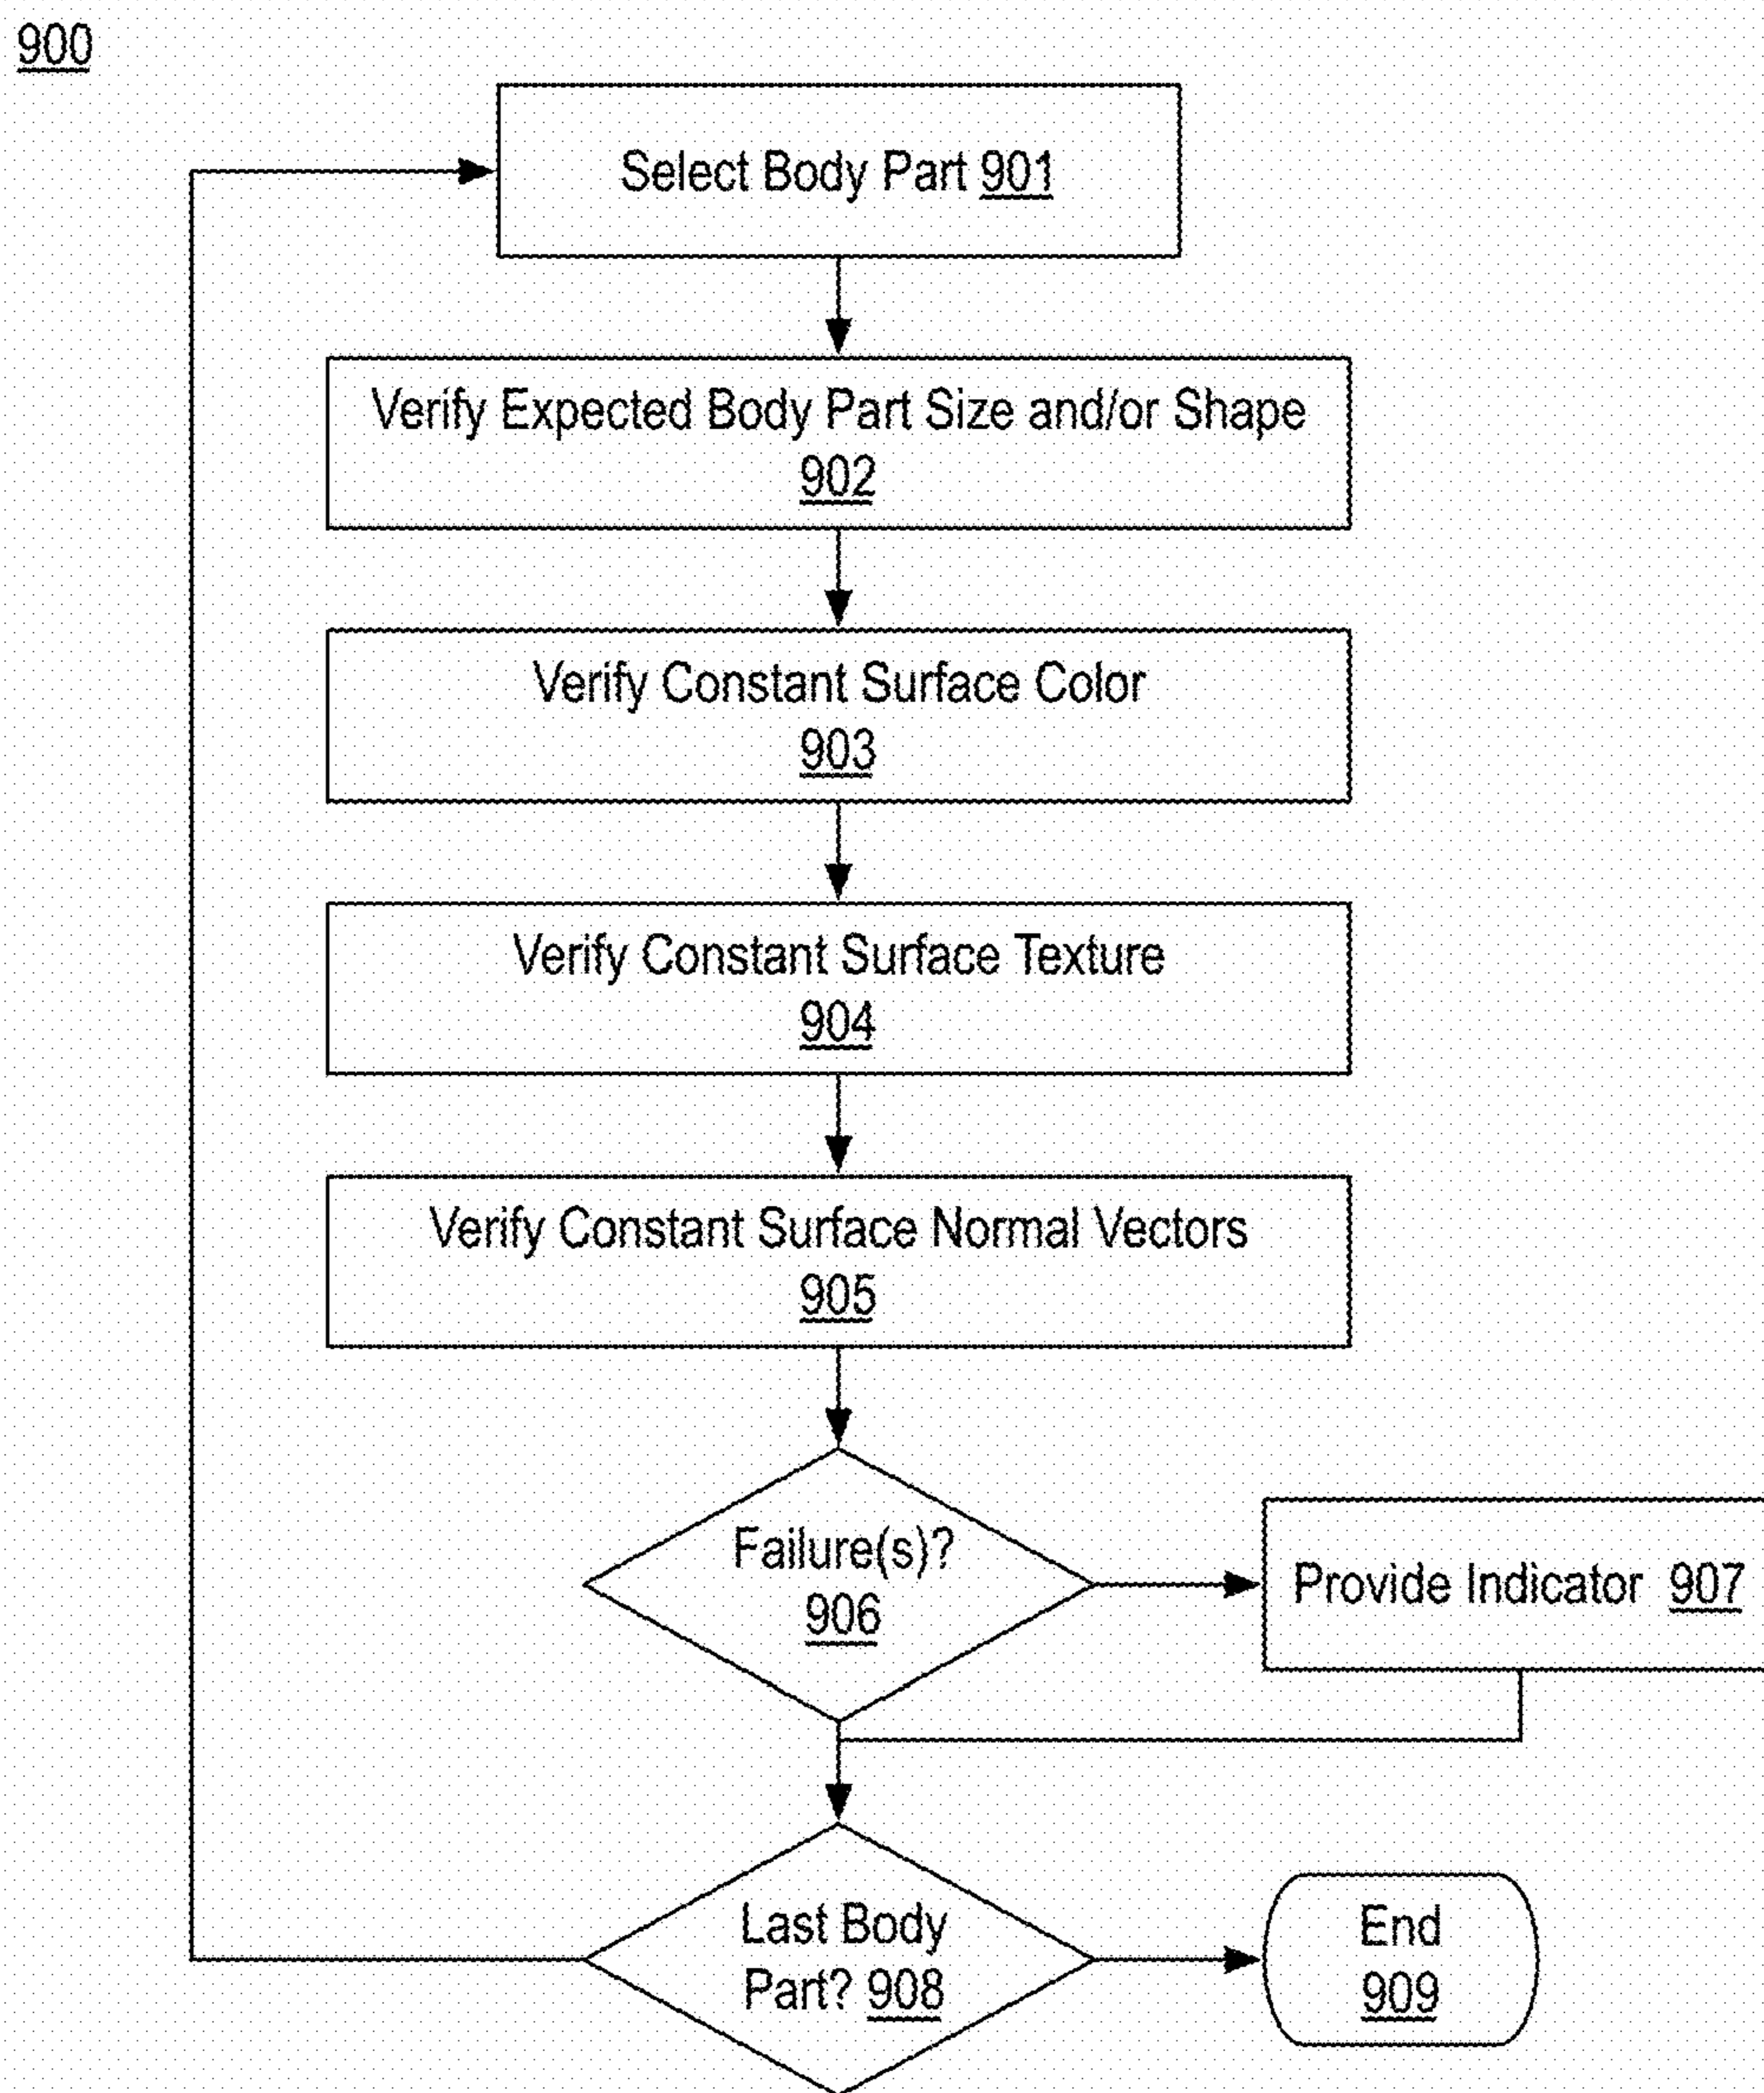 900
Select Body Part 901
Verify Expected Body Part Size and/or Shape
902
Verify Constant Surface Color
903
Verify Constant Surface Texture
904
Verify Constant Surface Normal Vectors
905
Failure(s)?
906
Provide Indicator 907
Last Body
Part? 908
End
909